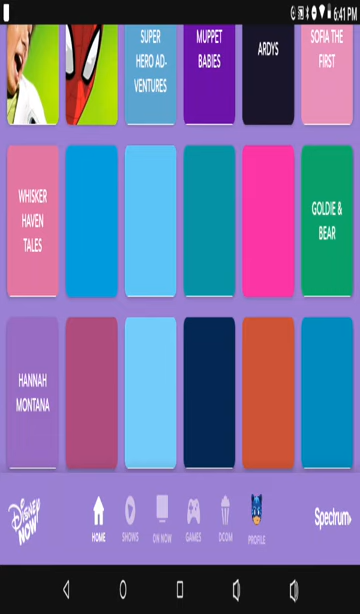 6:41 PM
SUPER
HERO AD-
VENTURES
MUPPET
BABIES
ARDYS
SOFIA THE
FIRST
WHISKER
HAVEN
TALES
GOLDIE &
BEAR
HANNAH
MONTANA
DISNEY
NOW
HOME
SHOWS
ON NOW
GAMES
DCOM
PROFILE
Spectrum